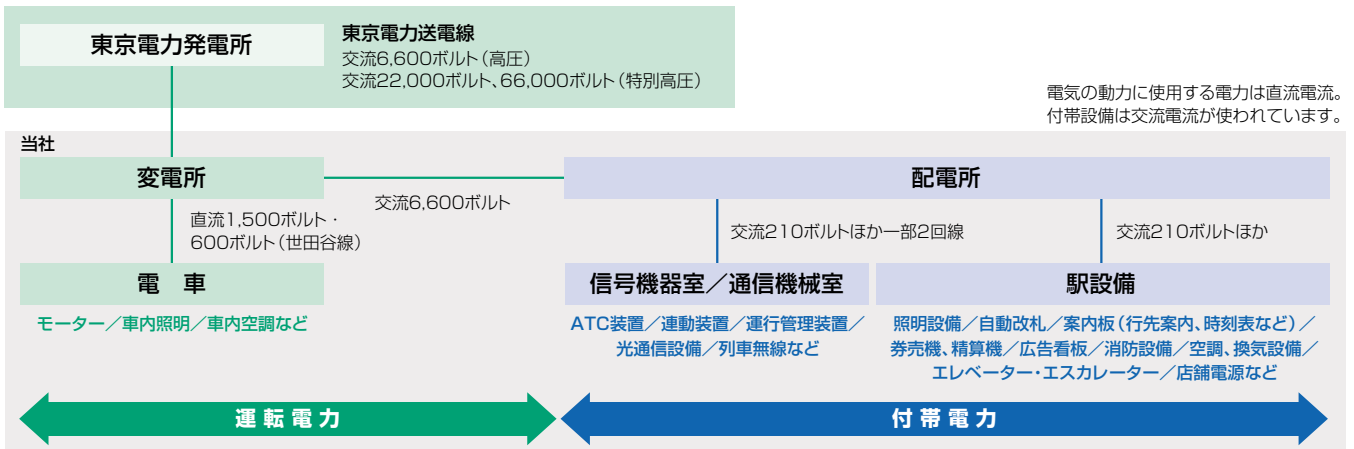 東京電力発電所
東京電力送電線
交流6,600ボルト（高圧）
交流22,000ボルト、66,000ボルト（特別高圧）
電気の動力に使用する電力は直流電流。
付帯設備は交流電流が使われています。
当社
変電所
交流6,600ボルト
配電所
直流1,500ボルト・
600ボルト（世田谷線）
交流210ボルトほか一部2回線
交流210ボルトほか
電　車
モーター／車内照明／車内空調など
信号機器室／通信機械室
ATC装置／連動装置／運行管理装置／
光通信設備／列車無線など
駅設備
照明設備／自動改札／案内板（行先案内、時刻表など）／
券売機、精算機／広告看板／消防設備／空調、換気設備／
エレベーター・エスカレーター／店舗電源など
運転電力
付帯電力